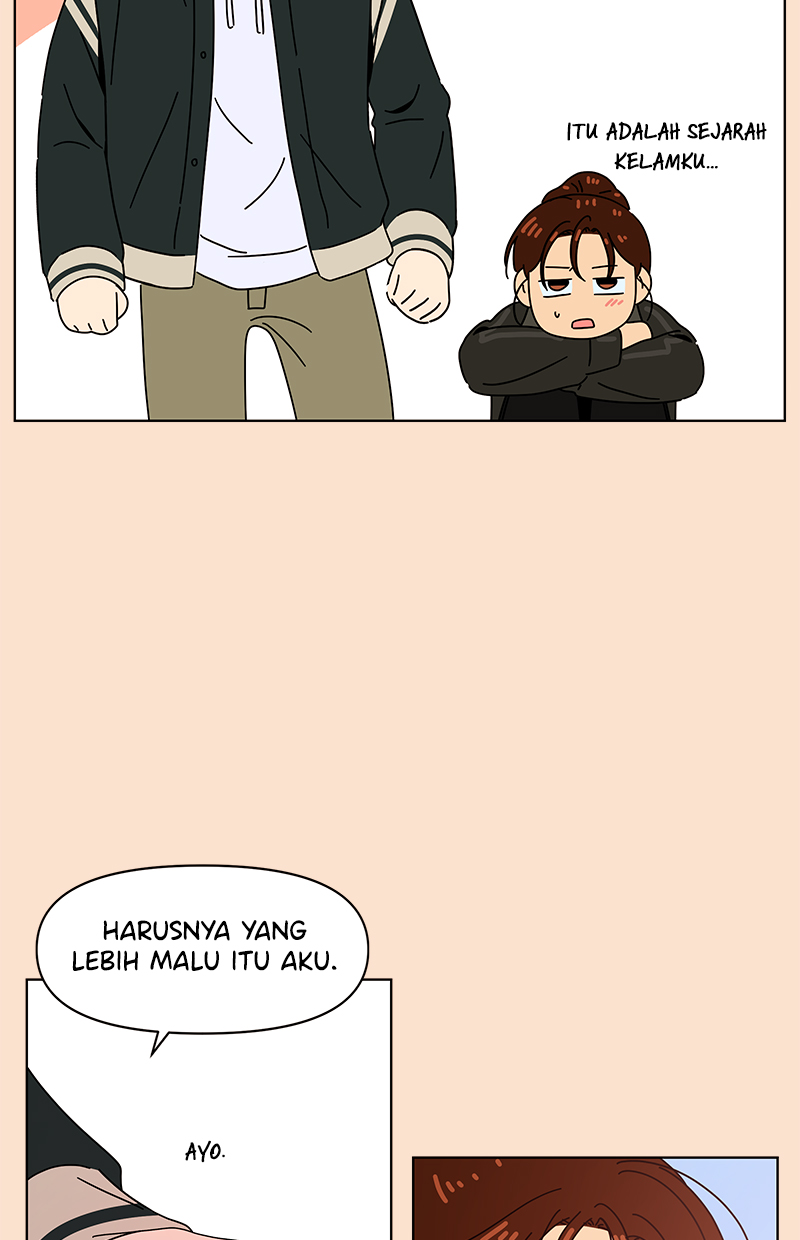 ITU ADALAH SEJARAH
KELAMKU...
HARUSNYA YANG
LEBIH MALU ITU AKU.
AYO.